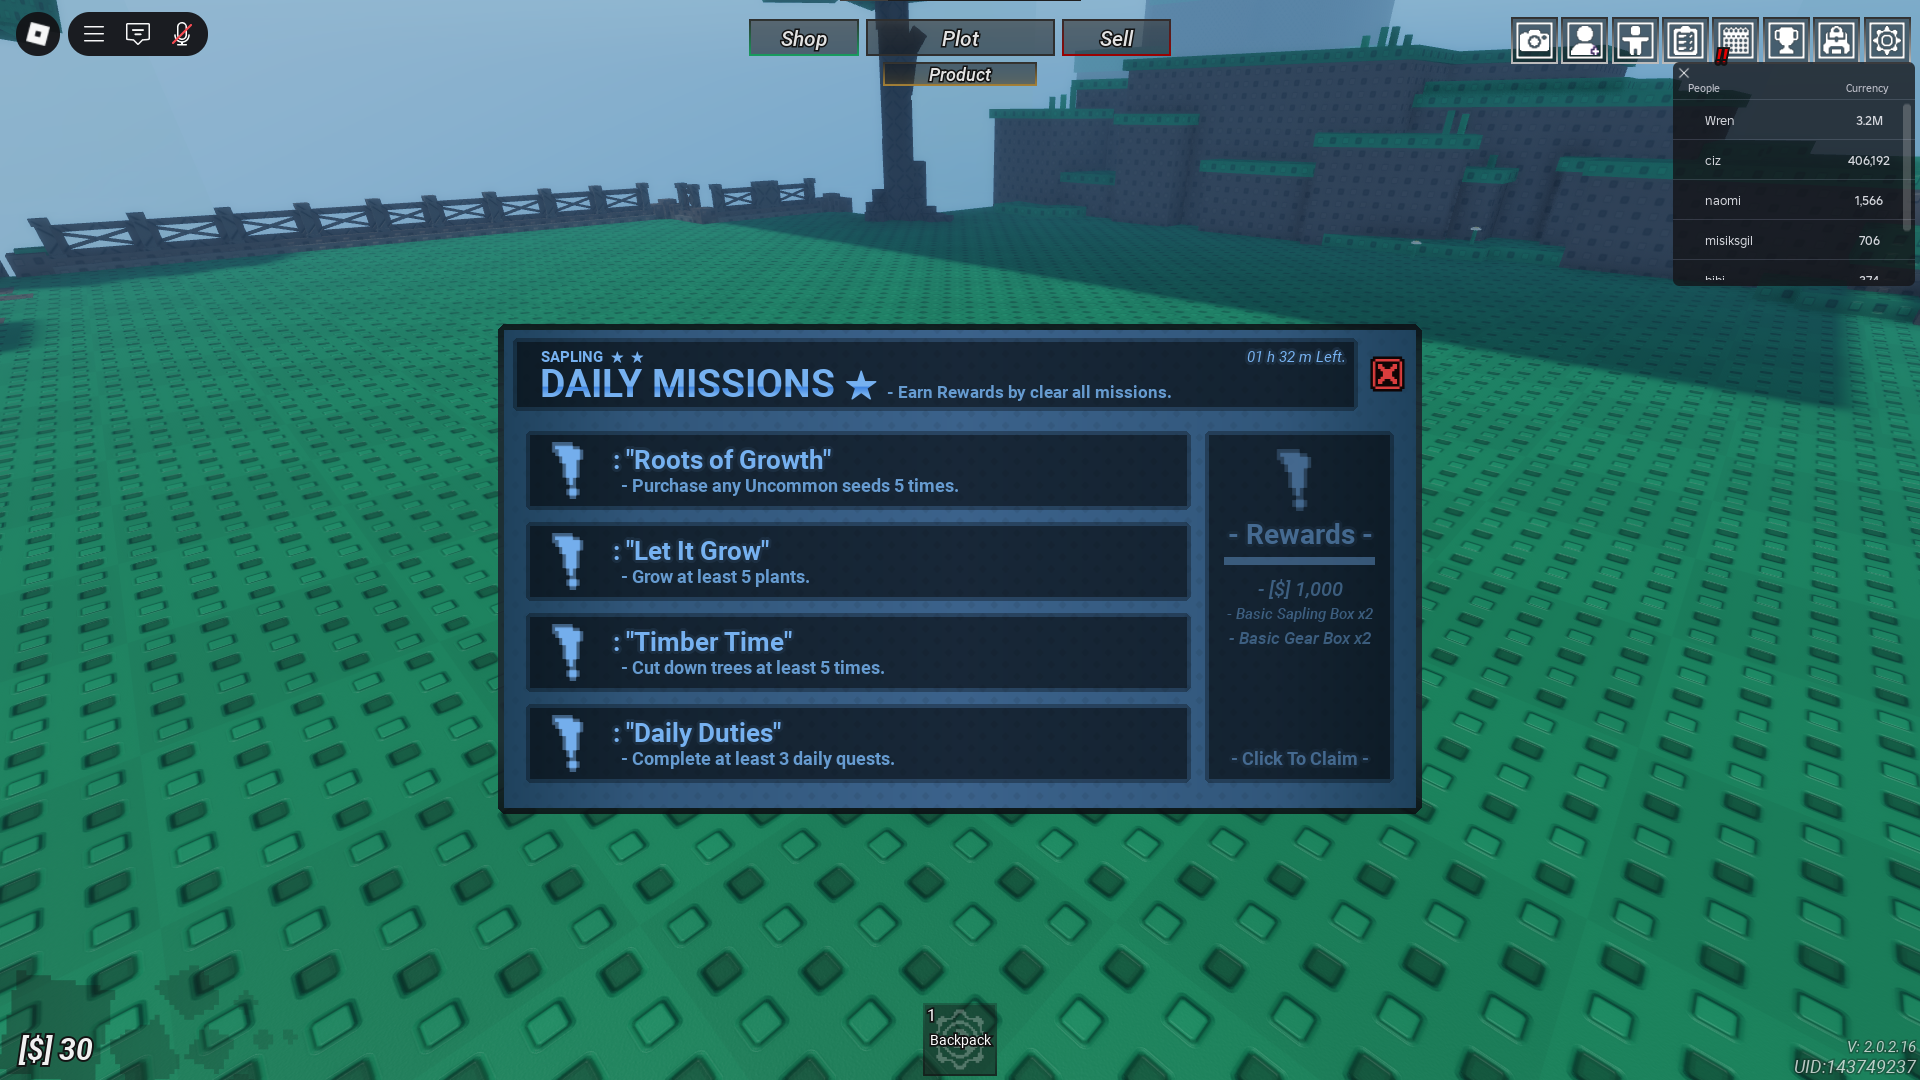 Shop
Plot
Sell
Product
People Currency
Wren 3.2M
ciz 406,192
naomi 1,566
misiksgil 706
SAPLING ★ ★
01 h 32 m Left.
DAILY MISSIONS ★ - Earn Rewards by clear all missions.
: "Roots of Growth"
- Purchase any Uncommon seeds 5 times.
: "Let It Grow"
- Grow at least 5 plants.
: "Timber Time"
- Cut down trees at least 5 times.
: "Daily Duties"
- Complete at least 3 daily quests.
- Rewards -
- [$] 1,000
- Basic Sapling Box x2
- Basic Gear Box x2
- Click To Claim -
[$] 30
1
Backpack
V: 2.0.2.16
UID:143749237